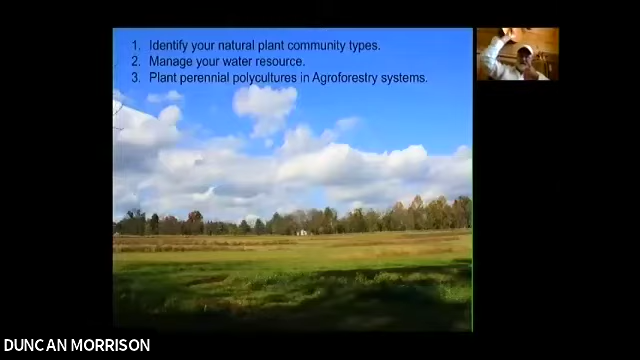 1. Identify your natural plant community types.
2. Manage your water resource.
3. Plant perennial polycultures in Agroforestry systems.
DUNCAN MORRISON